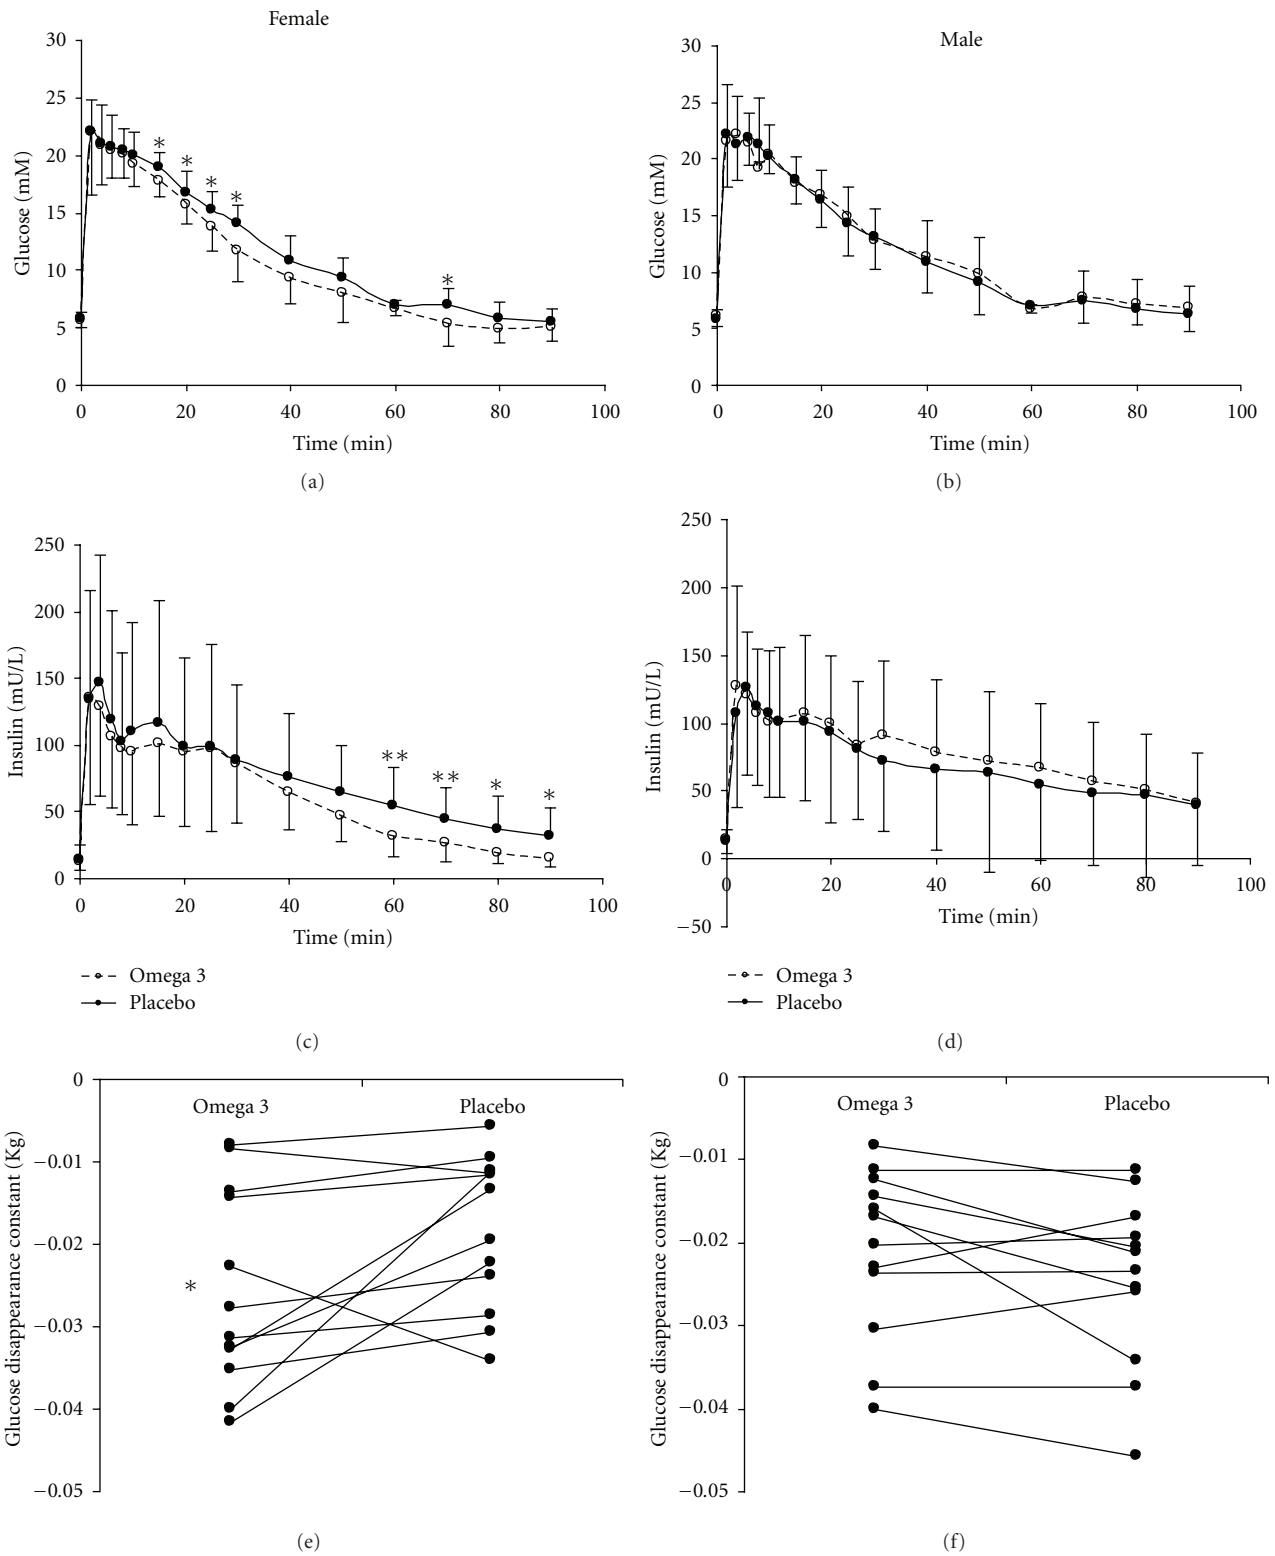 Female
30
25
20
15
10
5
0
Glucose (mM)
*
*
*
*
*
0 20 40 60 80 100
Time (min)
(a)
Male
30
25
20
15
10
5
0
Glucose (mM)
0 20 40 60 80 100
Time (min)
(b)
250
200
150
100
50
0
Insulin (mU/L)
**
**
*
*
0 20 40 60 80 100
Time (min)
Omega 3
Placebo
(c)
250
200
150
100
50
0
−50
Insulin (mU/L)
0 20 40 60 80 100
Time (min)
Omega 3
Placebo
(d)
0
−0.01
−0.02
−0.03
−0.04
−0.05
Glucose disappearance constant (Kg)
Omega 3 Placebo
*
(e)
0
−0.01
−0.02
−0.03
−0.04
−0.05
Glucose disappearance constant (Kg)
Omega 3 Placebo
(f)